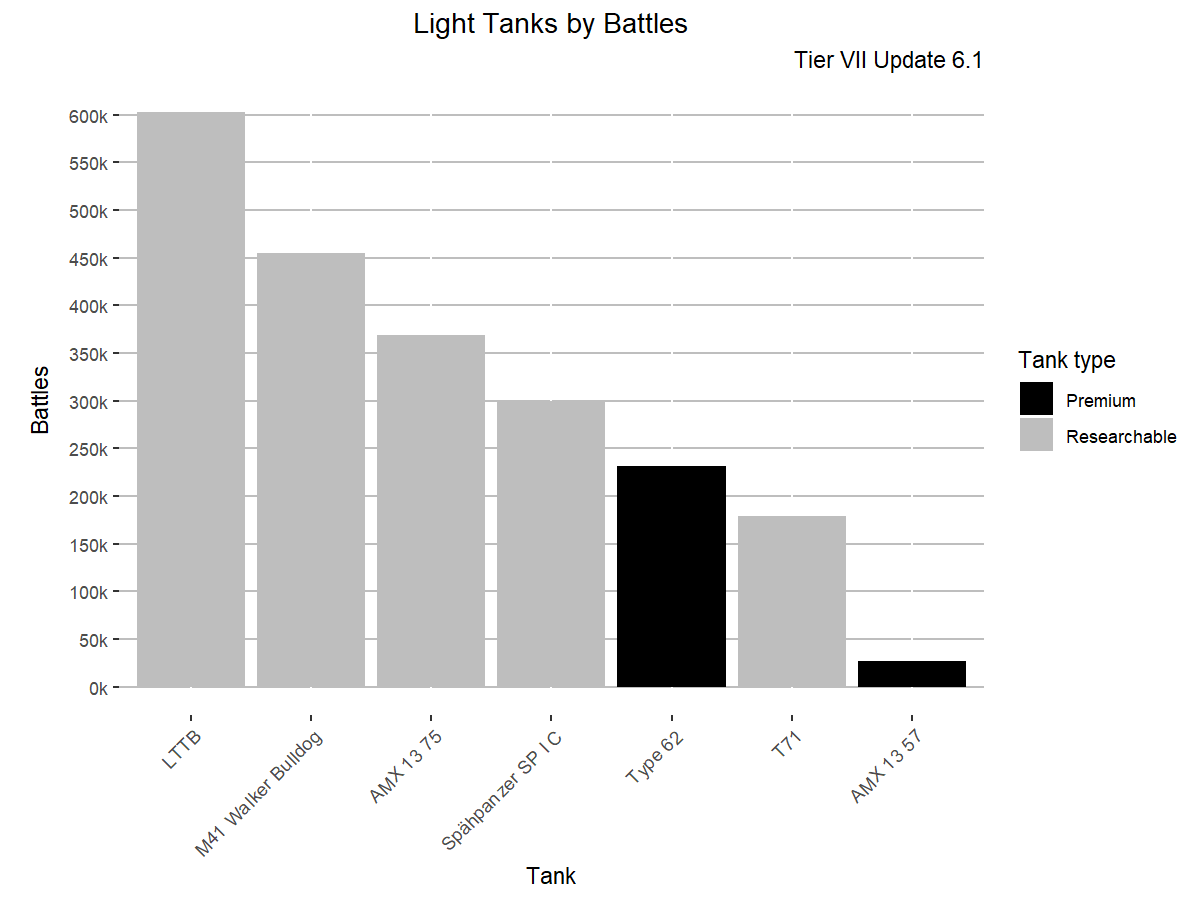 Light Tanks by Battles
Tier VII Update 6.1
600k
550k
500k
450k
400k
350k
300k
250k
200k
150k
100k
50k
0k
Battles
LTTB
M41 Walker Bulldog
AMX 13 75
Spähpanzer SP I C
Type 62
T71
AMX 13 57
Tank
Tank type
Premium
Researchable